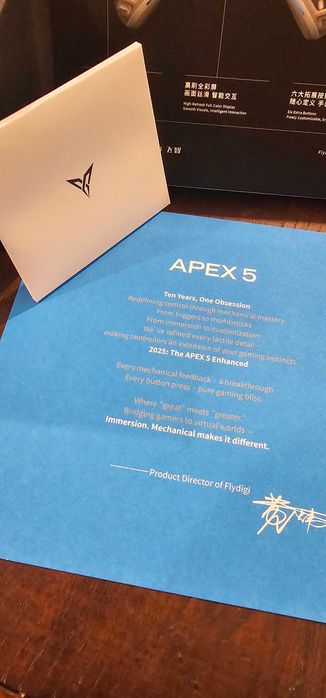 高刷全彩屏
画面丝滑 智能交互
High-Refresh Full-Color Display
Smooth Visuals, Intelligent Interaction
六大拓展按
随心定义 手
Six Extra Buttons
Freely Customizable,
飞智
Flyd
APEX 5
Ten Years. One Obsession
Redefining control through mechanical mastery
From triggers to thumbsticks
From immersion to customization
We've refined every tactile detail -
making controllers an extension of your gaming instincts.
2025: The APEX 5 Enhanced
Every mechanical feedback - a breakthrough.
Every button press - pure gaming bliss.
Where "great" meets "greater."
Bridging gamers to virtual worlds -
Immersion. Mechanical makes it different.
Product Director of Flydigi